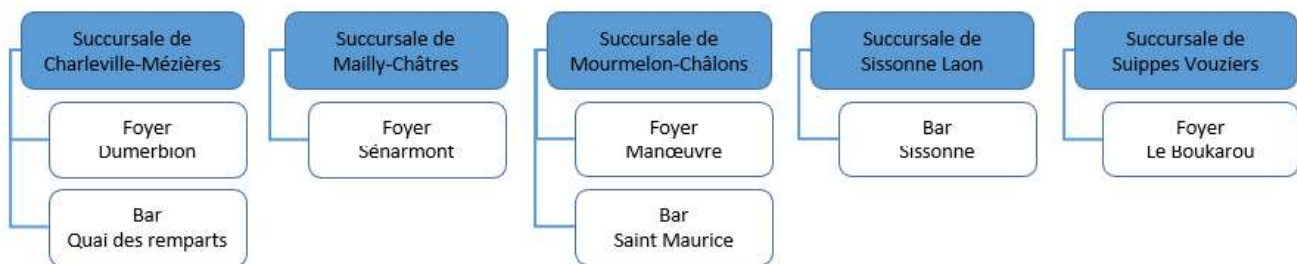 Succursale de
Charleville-Mézières
Foyer
Dumerbion
Bar
Quai des remparts
Succursale de
Mailly-Châtres
Foyer
Sénarmont
Succursale de
Mourmelon-Châlons
Foyer
Manœuvre
Bar
Saint Maurice
Succursale de
Sissonne Laon
Bar
Sissonne
Succursale de
Suippes Vouziers
Foyer
Le Boukarou